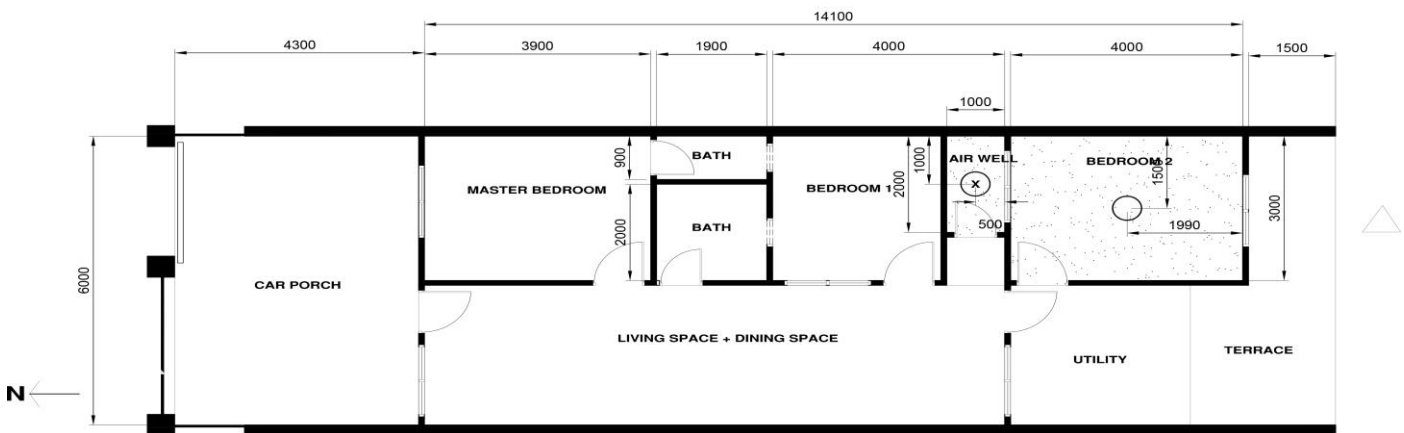 14100
4300
3900
1900
4000
4000
1500
1000
900
BATH
1000
AIR WELL
BEDROOM 2
MASTER BEDROOM
BEDROOM 1
2000
X
1500
3000
2000
BATH
500
1990
6000
CAR PORCH
LIVING SPACE + DINING SPACE
UTILITY
TERRACE
N